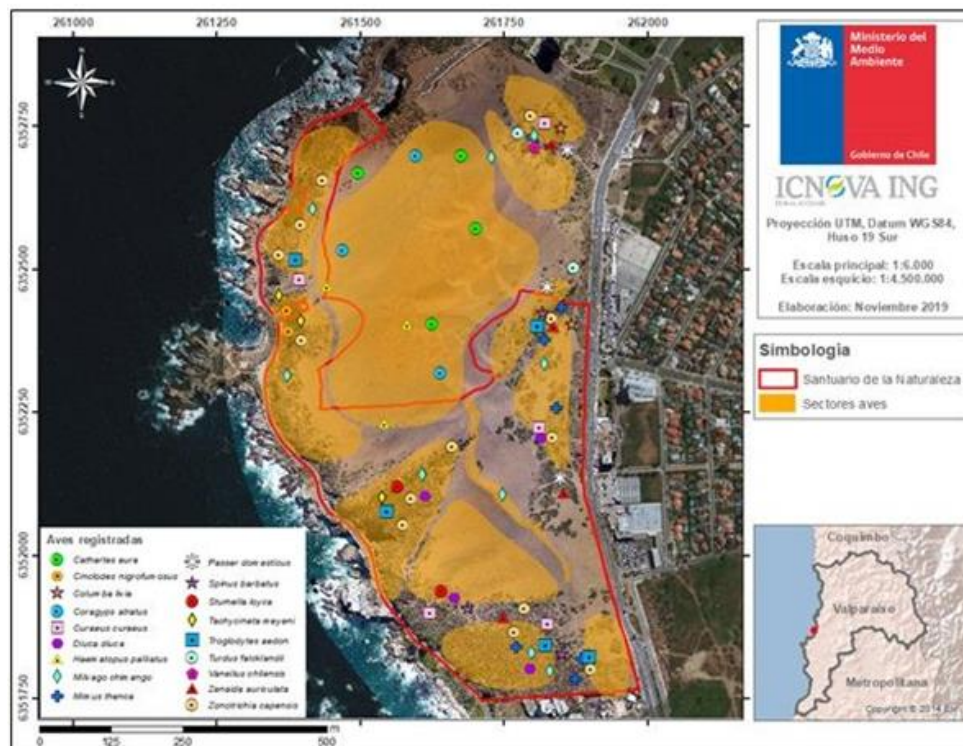 261000 261250 261500 261750 262000
6352750
6352500
6352250
6352000
6351750
Ministerio del
Medio
Ambiente
Gobierno de Chile
ICNOVA ING
Proyección UTM, Datum WGS84,
Huso 19 Sur
Escala principal: 1:6.000
Escala esquicio: 1:4.500.000
Elaboración: Noviembre 2019
Simbología
Santuario de la Naturaleza
Sectores aves
Aves registradas
Cathartes aura
Cinclodes nigrofumosus
Columba livia
Coragyps atratus
Curaeus curaeus
Diuca diuca
Haematopus palliatus
Milvago chimango
Mimus thenca
Passer domesticus
Spinus barbatus
Sturnella loyca
Tachycineta meyeni
Troglodytes aedon
Turdus falcklandii
Vanellus chilensis
Zenaida auriculata
Zonotrichia capensis
0 125 250 500
m
Coquimbo
Valparaíso
Metropolitana
Copyright © 2014 Esri